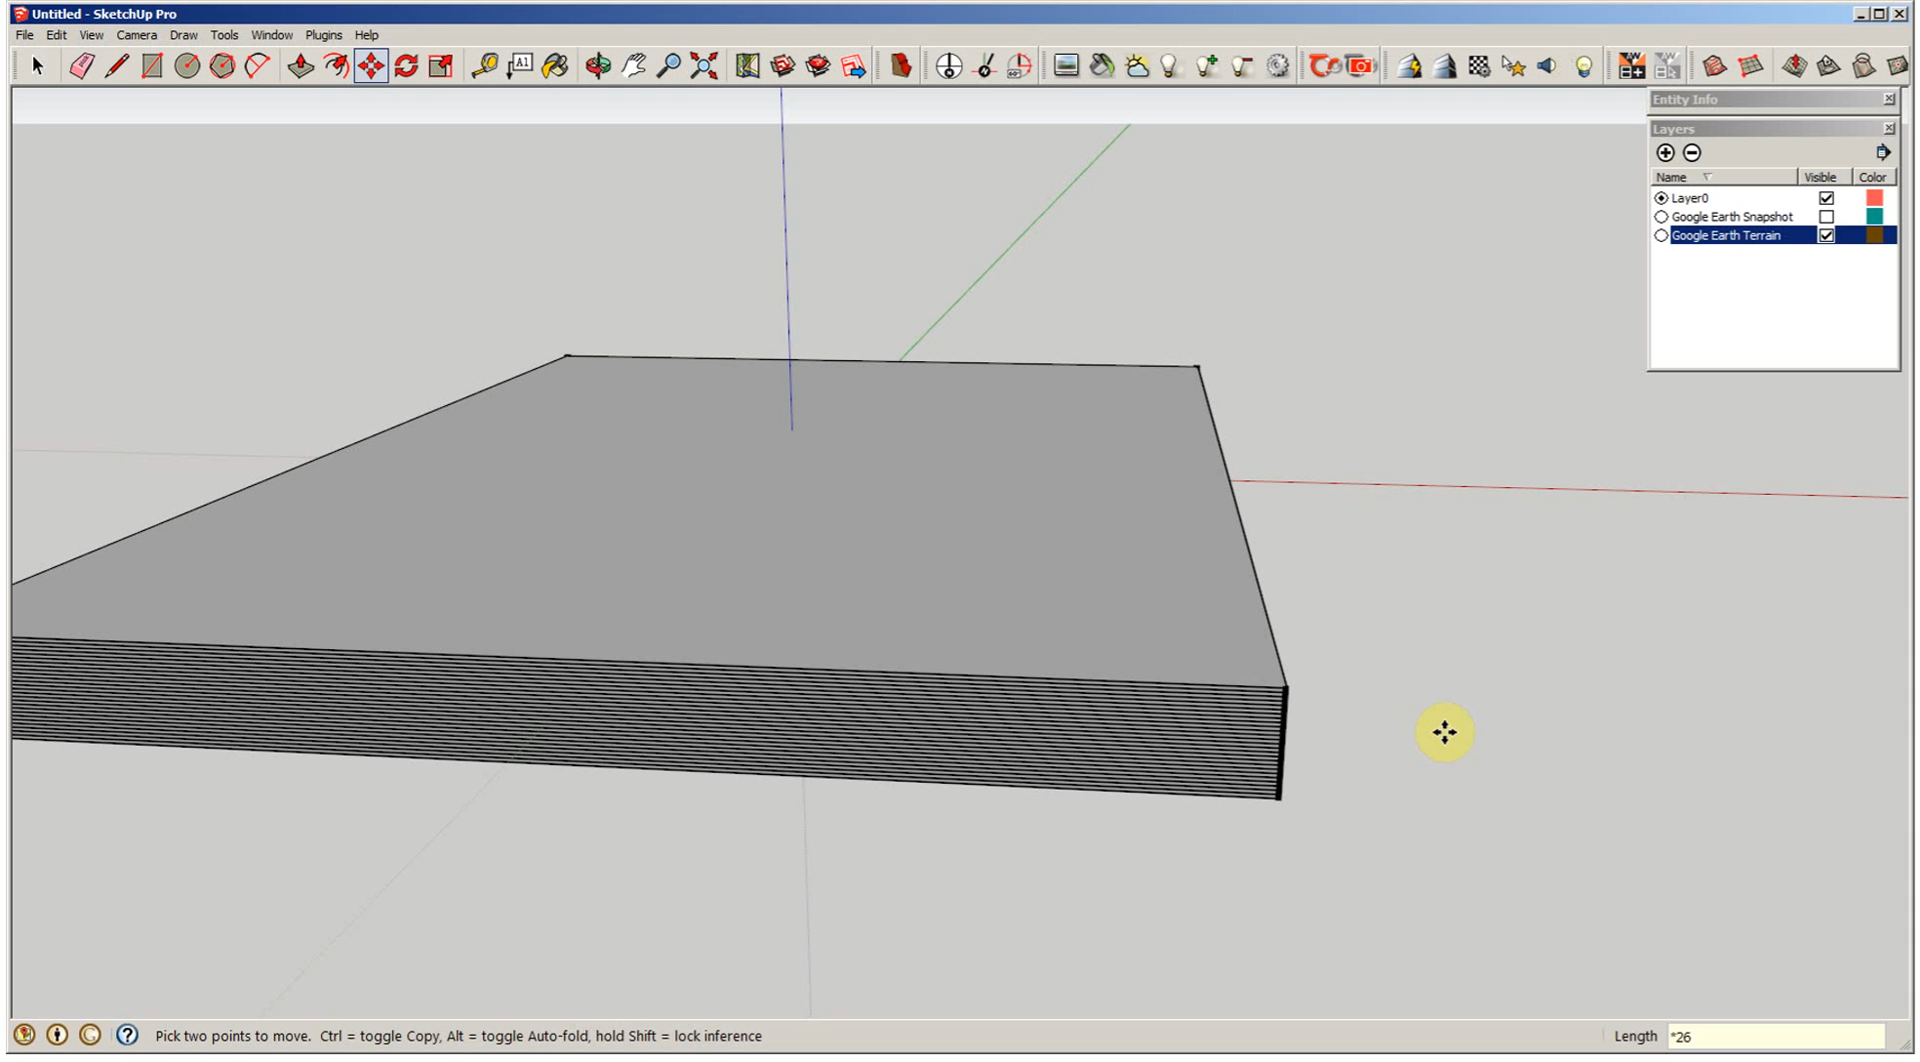 Untitled - SketchUp Pro
File Edit View Camera Draw Tools Window Plugins Help
A1
Entity Info
Layers
Name Visible Color
Layer0
Google Earth Snapshot
Google Earth Terrain
Pick two points to move. Ctrl = toggle Copy, Alt = toggle Auto-fold, hold Shift = lock inference
Length *26